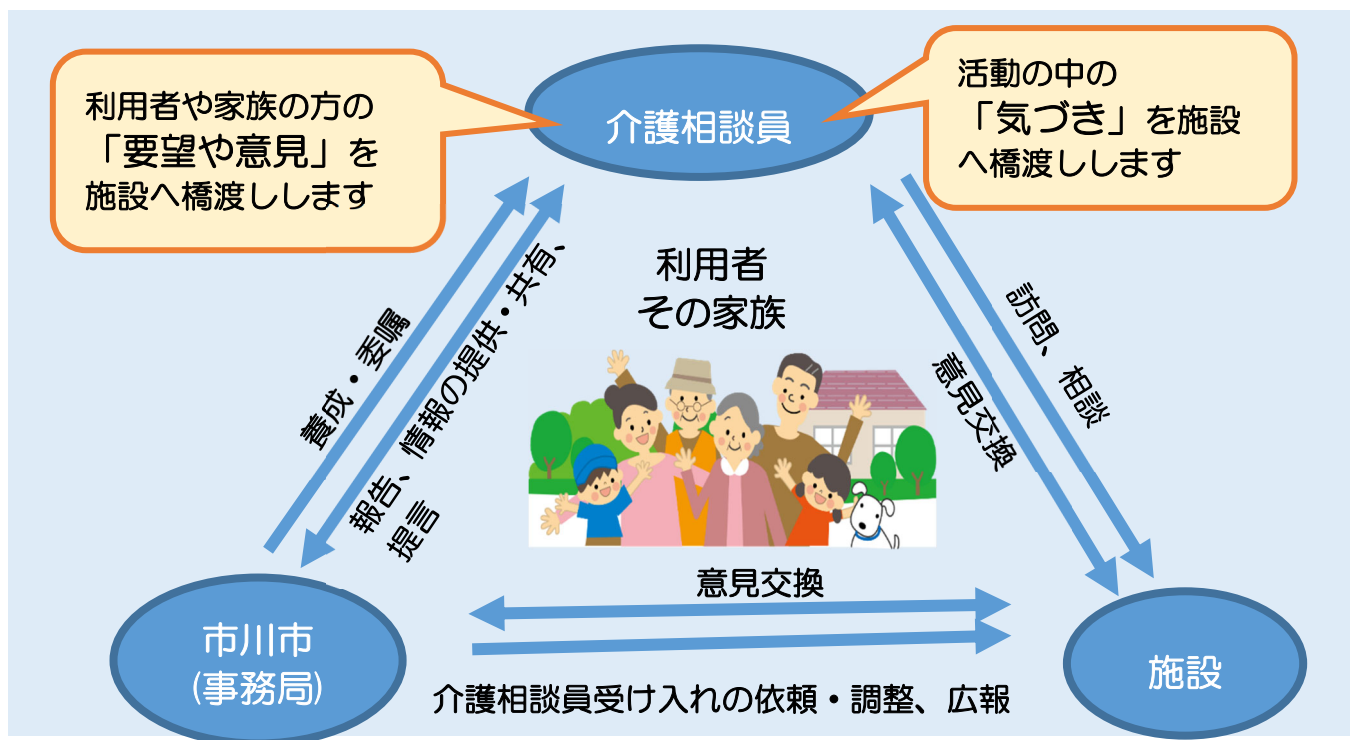 利用者や家族の方の
「要望や意見」を
施設へ橋渡しします
介護相談員
活動の中の
「気づき」を施設
へ橋渡しします
利用者
その家族
養成・委嘱
報告、情報の提供・共有、
提言
訪問、相談
意見交換
意見交換
市川市
(事務局)
施設
介護相談員受け入れの依頼・調整、広報